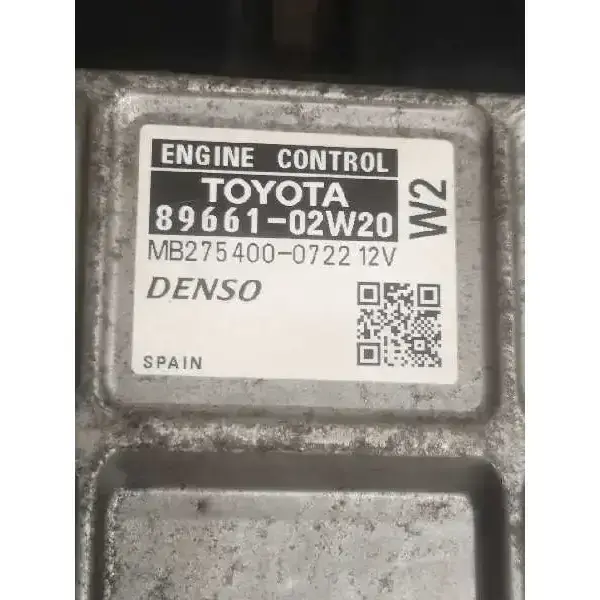 ENGINE CONTROL
TOYOTA
89661-02W20
W2
MB275400-0722 12V
DENSO
SPAIN